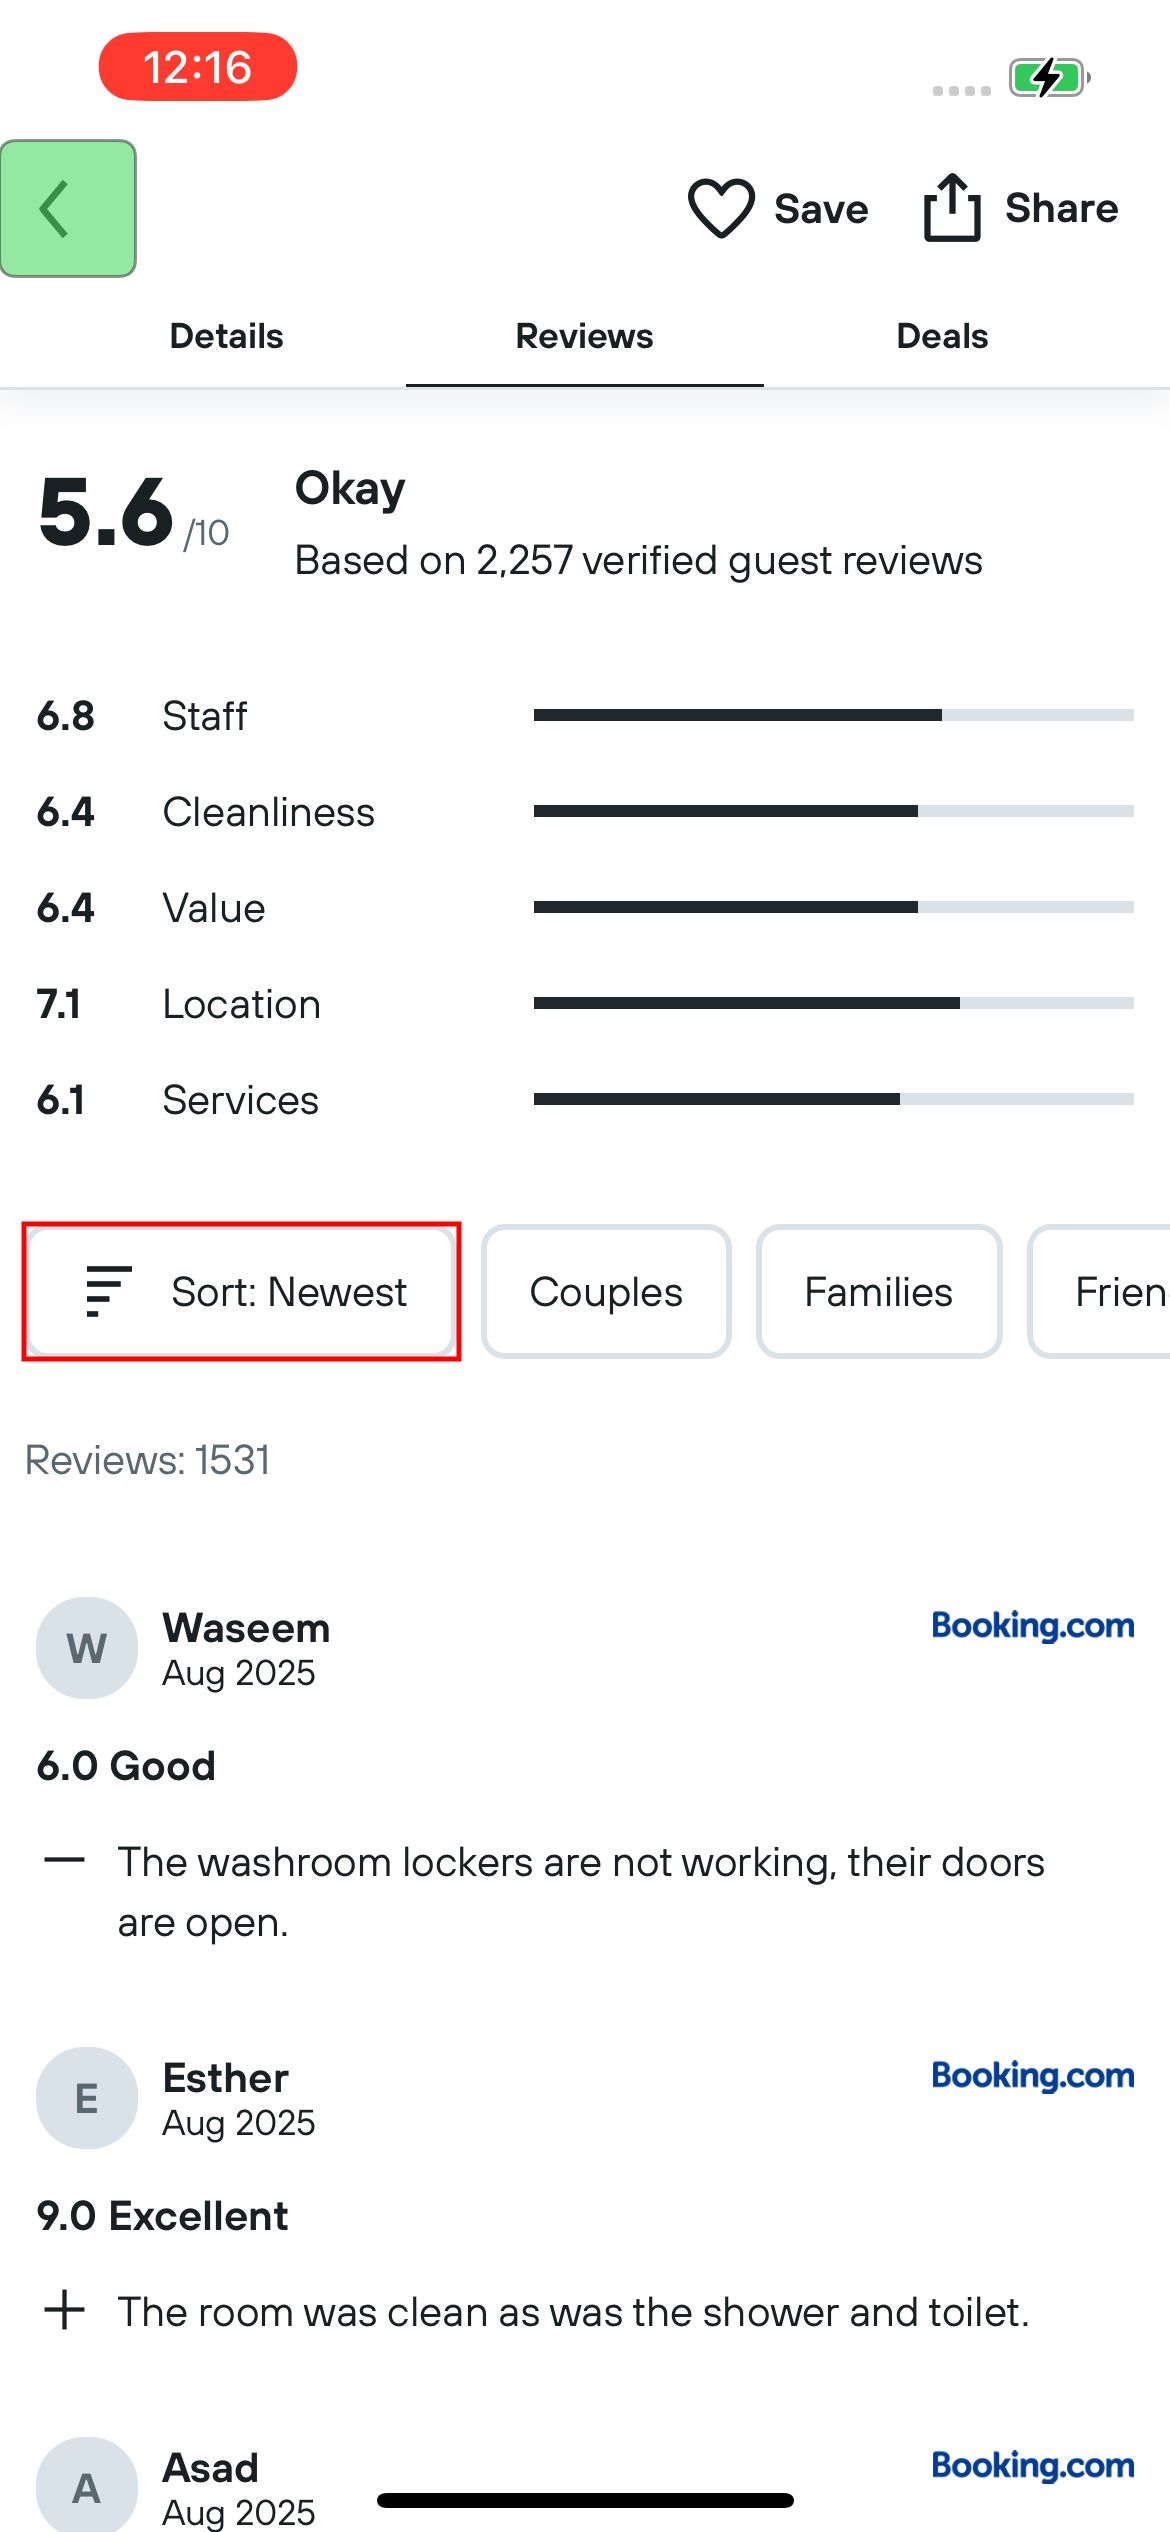 12:16
Save
Share
Details
Reviews
Deals
5.6 /10
Okay
Based on 2,257 verified guest reviews
6.8 Staff
6.4 Cleanliness
6.4 Value
7.1 Location
6.1 Services
Sort: Newest
Couples
Families
Frien
Reviews: 1531
W
Waseem
Aug 2025
Booking.com
6.0 Good
The washroom lockers are not working, their doors
are open.
E
Esther
Aug 2025
Booking.com
9.0 Excellent
The room was clean as was the shower and toilet.
A
Asad
Aug 2025
Booking.com